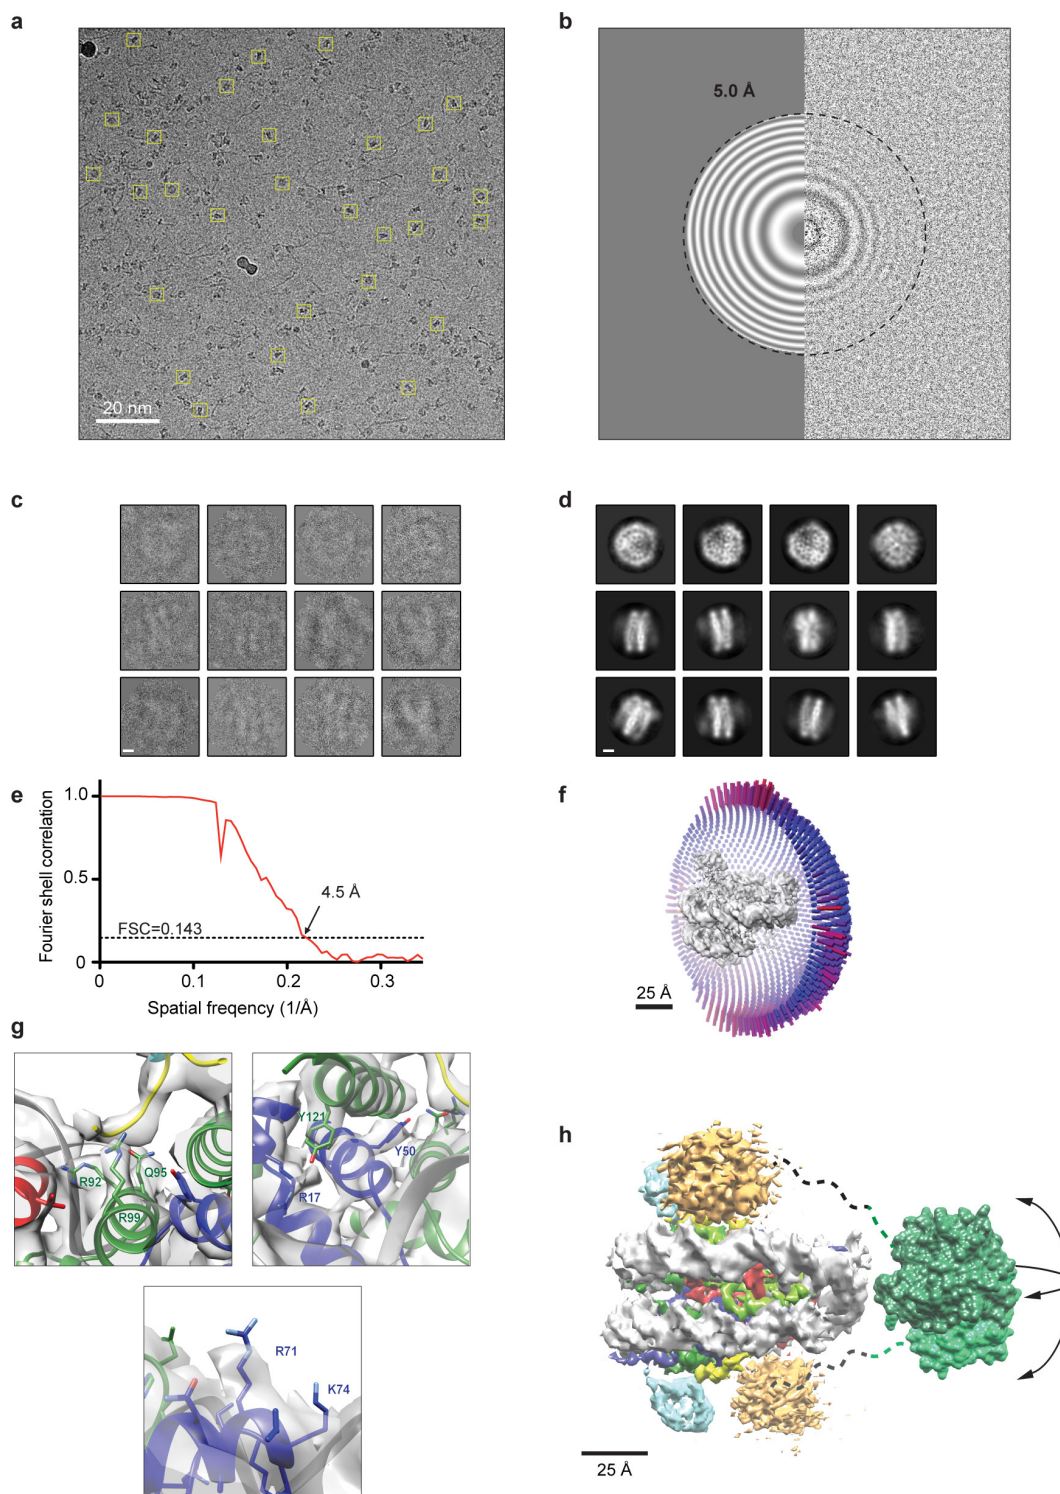 a
b
5.0 Å
20 nm
c
d
e
1.0
0.5
0
Fourier shell correlation
FSC=0.143
4.5 Å
0
0.1
0.2
0.3
Spatial freqency (1/Å)
f
25 Å
g
R92
Q95
R99
Y121
Y50
R17
R71
K74
h
25 Å